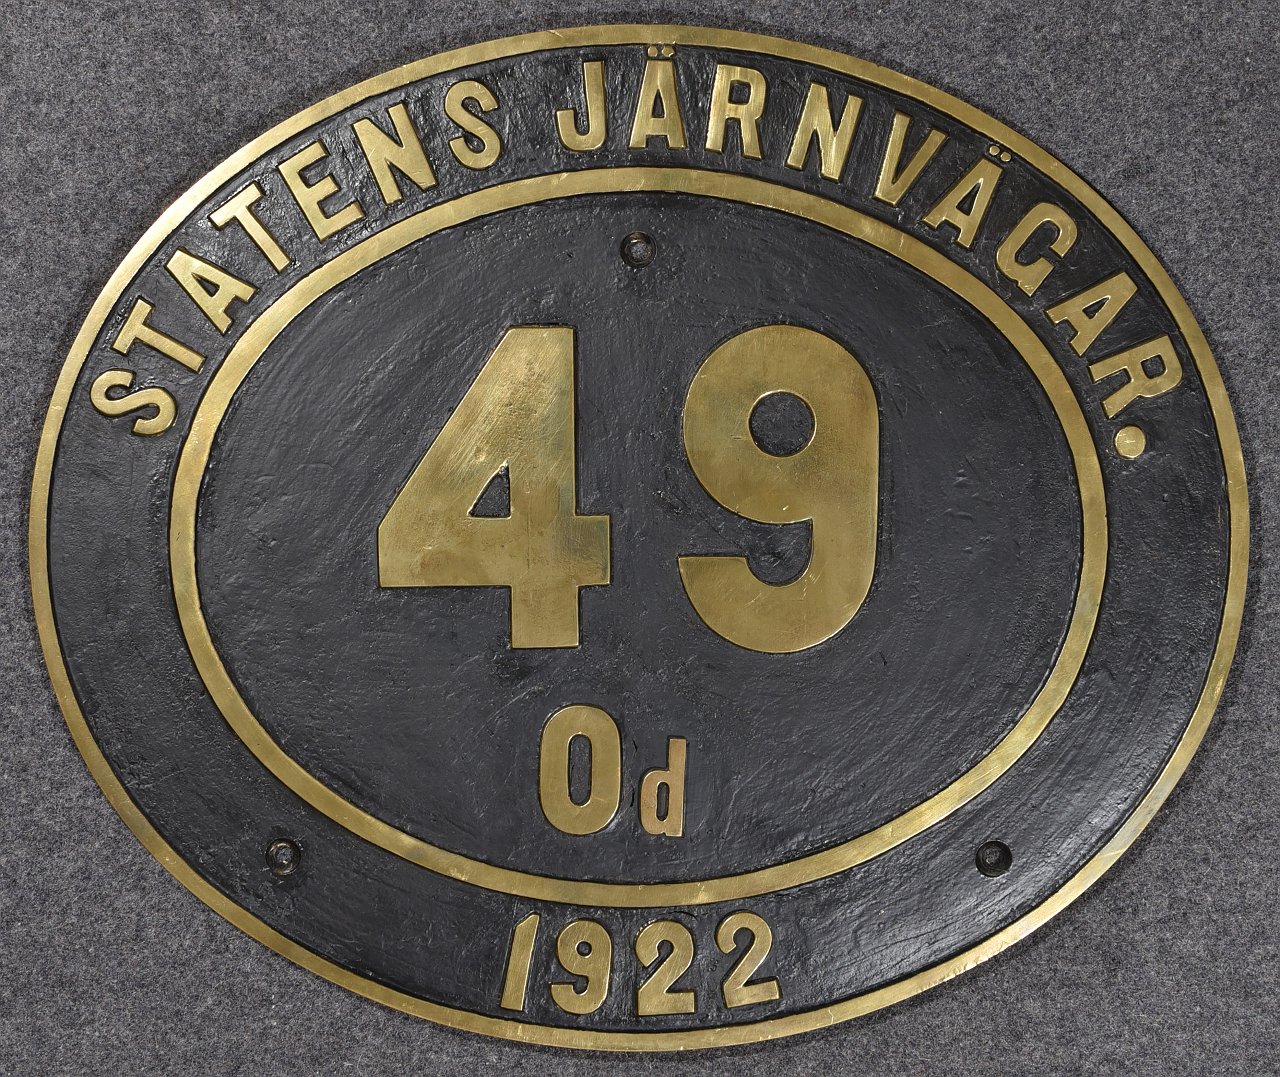 STATENS JÄRNVÄGAR.
49
Od
1922